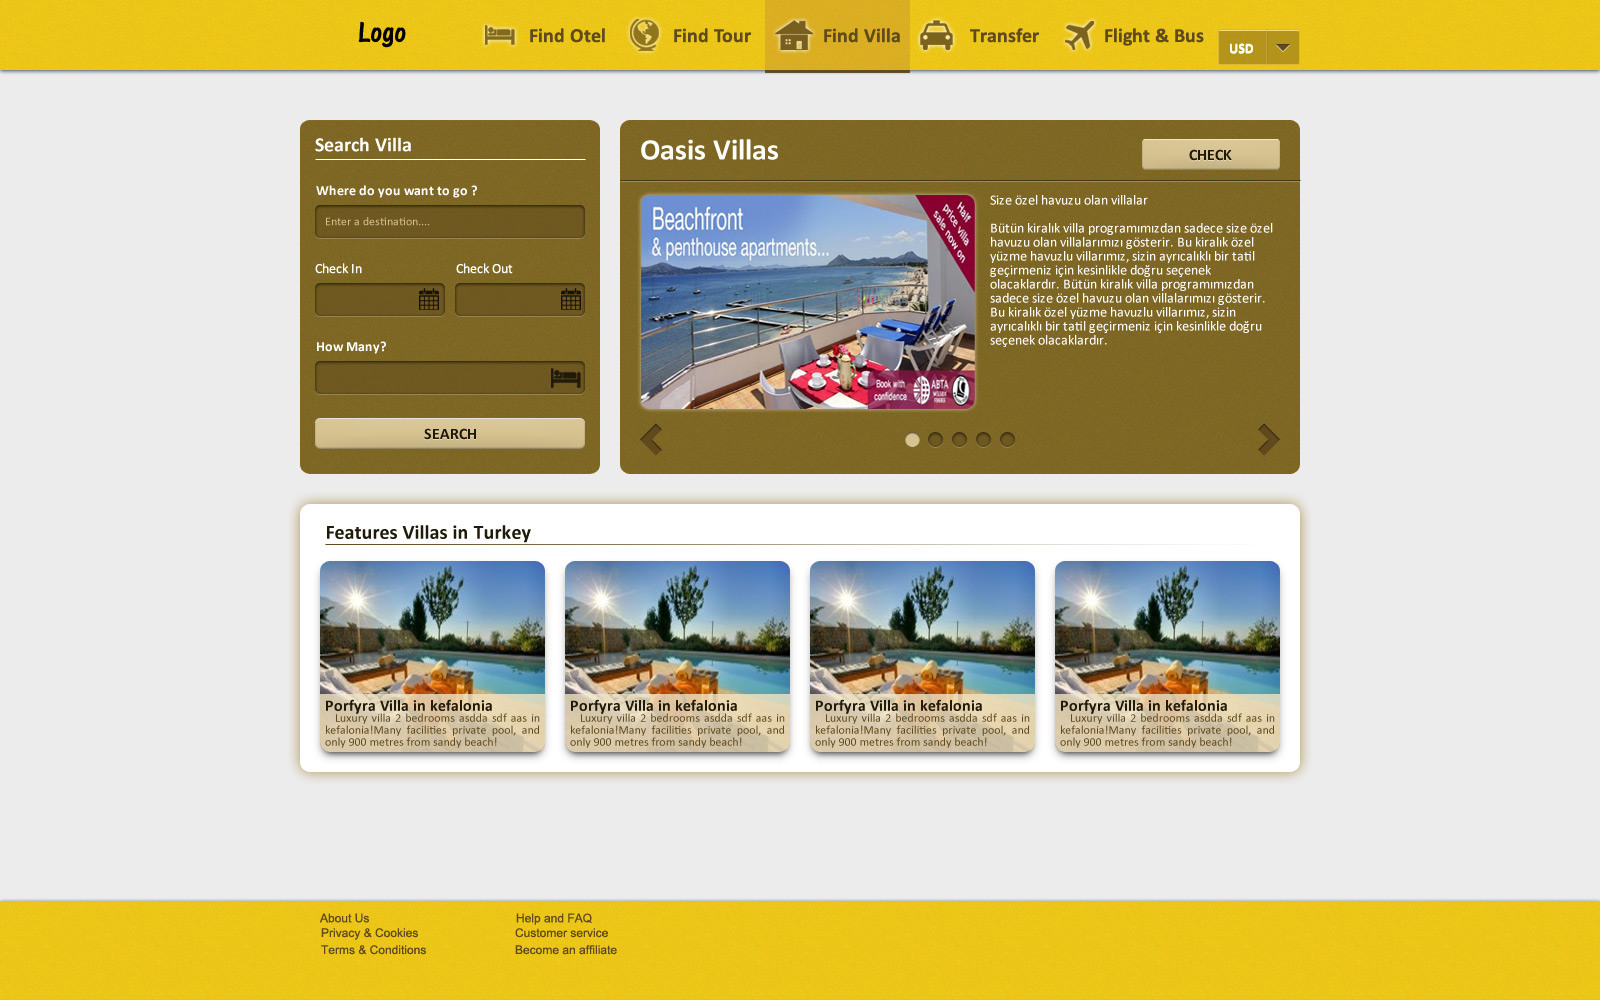 Logo
Find Otel
Find Tour
Find Villa
Transfer
Flight & Bus
USD
Search Villa
Where do you want to go ?
Enter a destination....
Check In
Check Out
How Many?
SEARCH
Oasis Villas
CHECK
Beachfront
& penthouse apartments...
Half
price villa
sale now on
Book with
confidence
ABTA
Size özel havuzu olan villalar
Bütün kiralık villa programımızdan sadece size özel
havuzu olan villalarımızı gösterir. Bu kiralık özel
yüzme havuzlu villarımız, sizin ayrıcalıklı bir tatil
geçirmeniz için kesinlikle doğru seçenek
olacaklardır. Bütün kiralık villa programımızdan
sadece size özel havuzu olan villalarımızı gösterir.
Bu kiralık özel yüzme havuzlu villarımız, sizin
ayrıcalıklı bir tatil geçirmeniz için kesinlikle doğru
seçenek olacaklardır.
Features Villas in Turkey
Porfyra Villa in kefalonia
Luxury villa 2 bedrooms asdda sdf aas in
kefalonia!Many facilities private pool, and
only 900 metres from sandy beach!
Porfyra Villa in kefalonia
Luxury villa 2 bedrooms asdda sdf aas in
kefalonia!Many facilities private pool, and
only 900 metres from sandy beach!
Porfyra Villa in kefalonia
Luxury villa 2 bedrooms asdda sdf aas in
kefalonia!Many facilities private pool, and
only 900 metres from sandy beach!
Porfyra Villa in kefalonia
Luxury villa 2 bedrooms asdda sdf aas in
kefalonia!Many facilities private pool, and
only 900 metres from sandy beach!
About Us
Privacy & Cookies
Terms & Conditions
Help and FAQ
Customer service
Become an affiliate